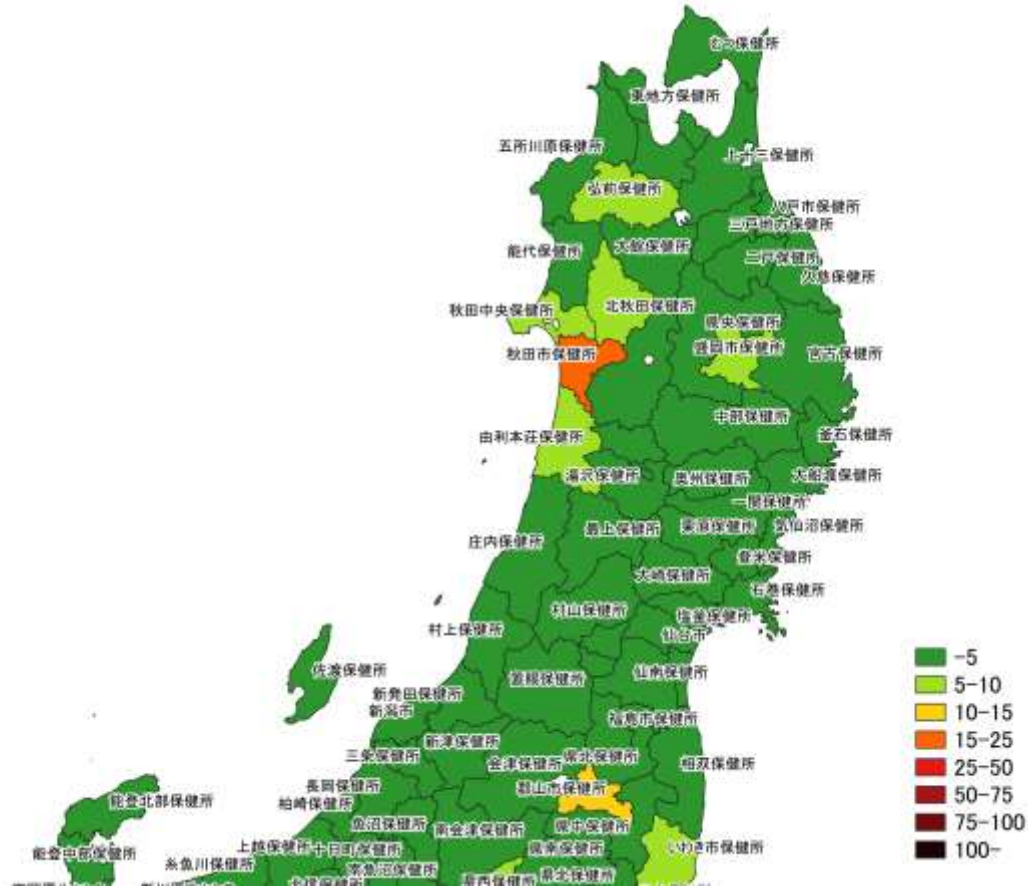 むつ保健所
東地方保健所
五所川原保健所
上十三保健所
弘前保健所
八戸市保健所
三戸地方保健所
能代保健所
大館保健所
二戸保健所
久慈保健所
秋田中央保健所
北秋田保健所
県央保健所
秋田市保健所
盛岡市保健所
宮古保健所
中部保健所
由利本荘保健所
釜石保健所
湯沢保健所
奥州保健所
大船渡保健所
一関保健所
最上保健所
栗原保健所
気仙沼保健所
庄内保健所
登米保健所
大崎保健所
石巻保健所
村山保健所
塩釜保健所
村上保健所
仙台市
佐渡保健所
置賜保健所
仙南保健所
新発田保健所
新潟市
福島市保健所
新津保健所
三条保健所
会津保健所
県北保健所
相双保健所
長岡保健所
郡山市保健所
能登北部保健所
柏崎保健所
魚沼保健所
南会津保健所
県中保健所
能登中部保健所
上越保健所
十日町保健所
県南保健所
いわき市保健所
糸魚川保健所
南魚沼保健所
県西保健所
県北保健所
-5
5-10
10-15
15-25
25-50
50-75
75-100
100-